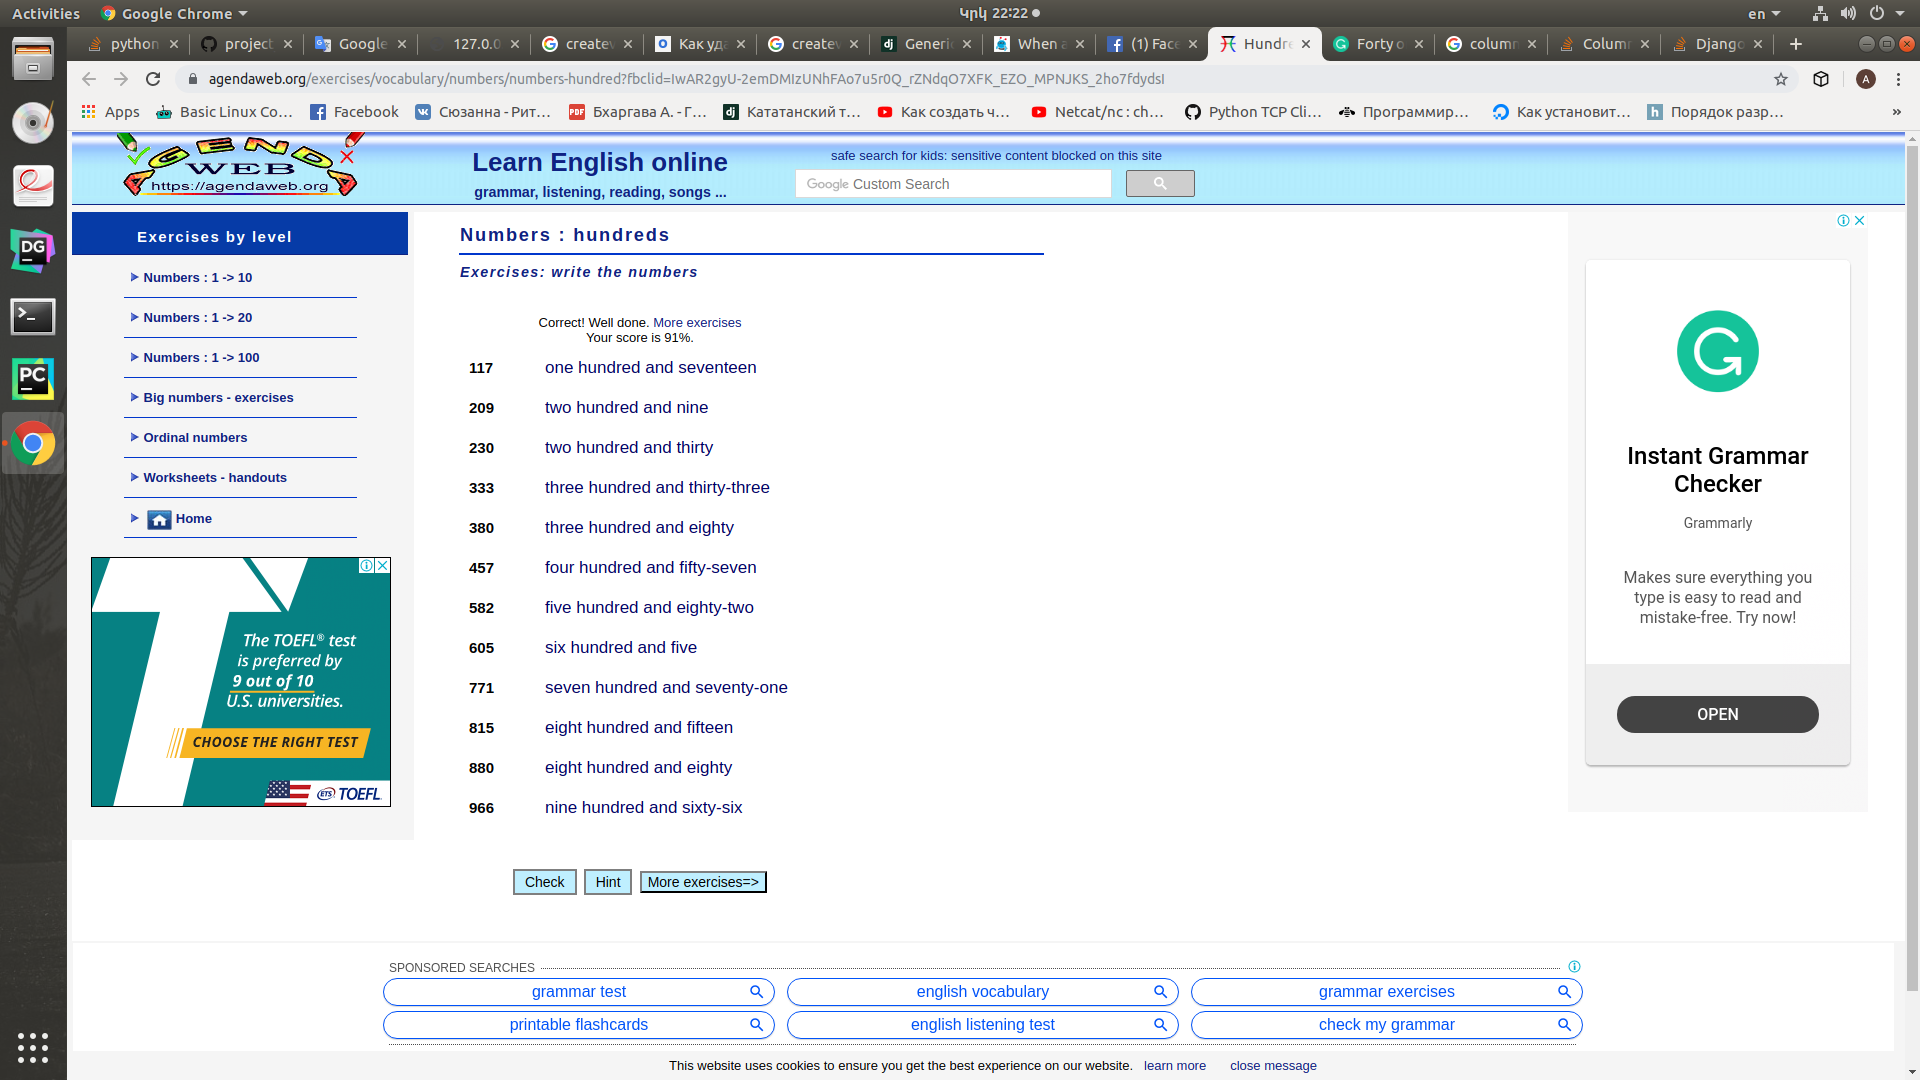 Activities
Google Chrome
Կիր 22:22
en
python
project
Google
127.0.0
Как уда
When a
(1) Face
Hundre
Forty o
column
Colum
Django
agendaweb.org/exercises/vocabulary/numbers/numbers-hundred?fbclid=IwAR2gyU-2emDMIzUNhFAo7u5r0Q_rZNdqO7XFK_EZO_MPNJKS_2ho7fdydsI
A
Apps
Basic Linux Co…
Facebook
Сюзанна - Рит…
Бхаргава А. - Г…
Кататанский т…
Как создать ч…
Netcat/nc : ch…
Python TCP Cli…
Программир…
Как установит…
Порядок разр…
»
AGENDA
WEB
https://agendaweb.org
Learn English online
grammar, listening, reading, songs ...
safe search for kids: sensitive content blocked on this site
Google Custom Search
Exercises by level
Numbers : 1 -> 10
Numbers : 1 -> 20
Numbers : 1 -> 100
Big numbers - exercises
Ordinal numbers
Worksheets - handouts
Home
The TOEFL® test
is preferred by
9 out of 10
U.S. universities.
CHOOSE THE RIGHT TEST
ETS TOEFL
Numbers : hundreds
Exercises: write the numbers
Correct! Well done. More exercises
Your score is 91%.
117 one hundred and seventeen
209 two hundred and nine
230 two hundred and thirty
333 three hundred and thirty-three
380 three hundred and eighty
457 four hundred and fifty-seven
582 five hundred and eighty-two
605 six hundred and five
771 seven hundred and seventy-one
815 eight hundred and fifteen
880 eight hundred and eighty
966 nine hundred and sixty-six
Check
Hint
More exercises=>
Instant Grammar
Checker
Grammarly
Makes sure everything you
type is easy to read and
mistake-free. Try now!
OPEN
SPONSORED SEARCHES
grammar test
english vocabulary
grammar exercises
printable flashcards
english listening test
check my grammar
This website uses cookies to ensure you get the best experience on our website. learn more close message
DG
PC